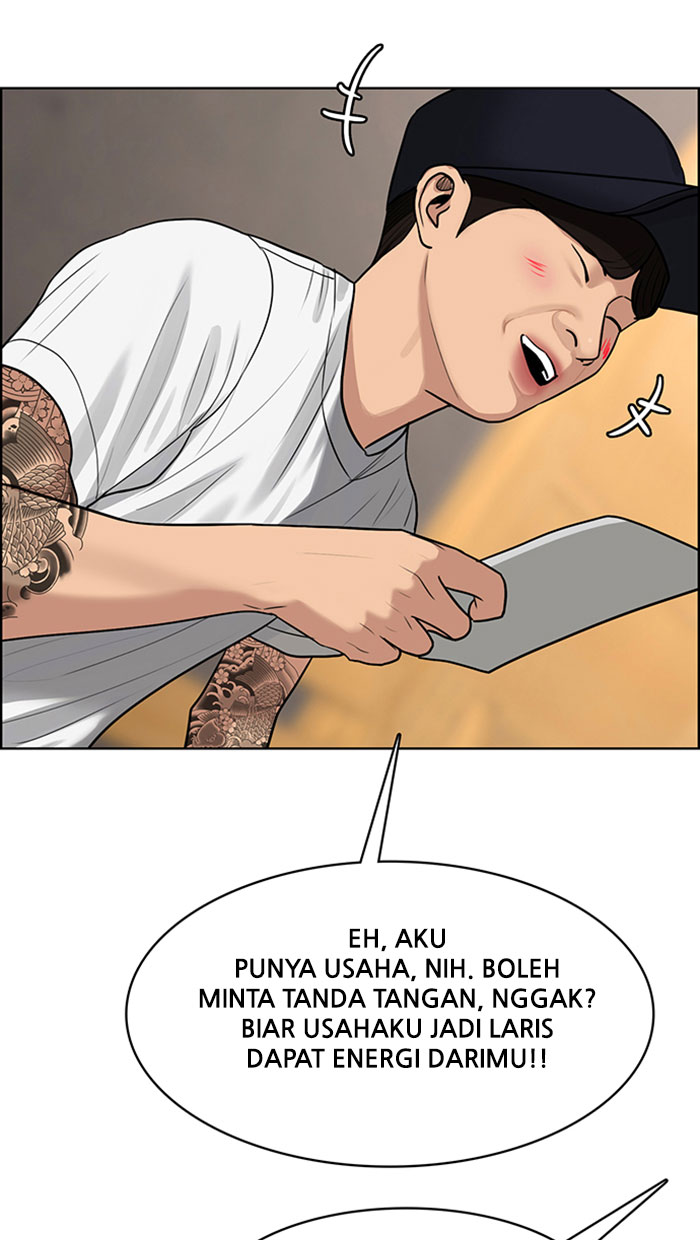 EH, AKU
PUNYA USAHA, NIH. BOLEH
MINTA TANDA TANGAN, NGGAK?
BIAR USAHAKU JADI LARIS
DAPAT ENERGI DARIMU!!